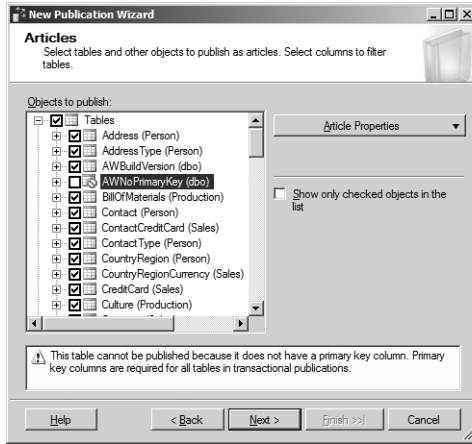 New Publication Wizard
Articles
Select tables and other objects to publish as articles. Select columns to filter
tables.
Objects to publish:
Tables
Address (Person)
AddressType (Person)
AWBuildVersion (dbo)
AWNoPrimaryKey (dbo)
BillOfMaterials (Production)
Contact (Person)
ContactCreditCard (Sales)
ContactType (Person)
CountryRegion (Person)
CountryRegionCurrency (Sales)
CreditCard (Sales)
Culture (Production)
Article Properties
Show only checked objects in the
list
This table cannot be published because it does not have a primary key column. Primary
key columns are required for all tables in transactional publications.
Help
< Back
Next >
Finish >>|
Cancel